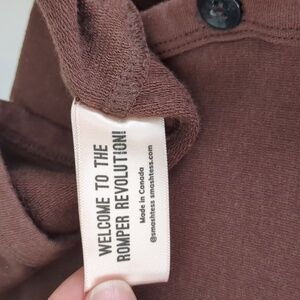 WELCOME TO THE
ROMPER REVOLUTION!
Made in Canada
@smashtess smashtess.com